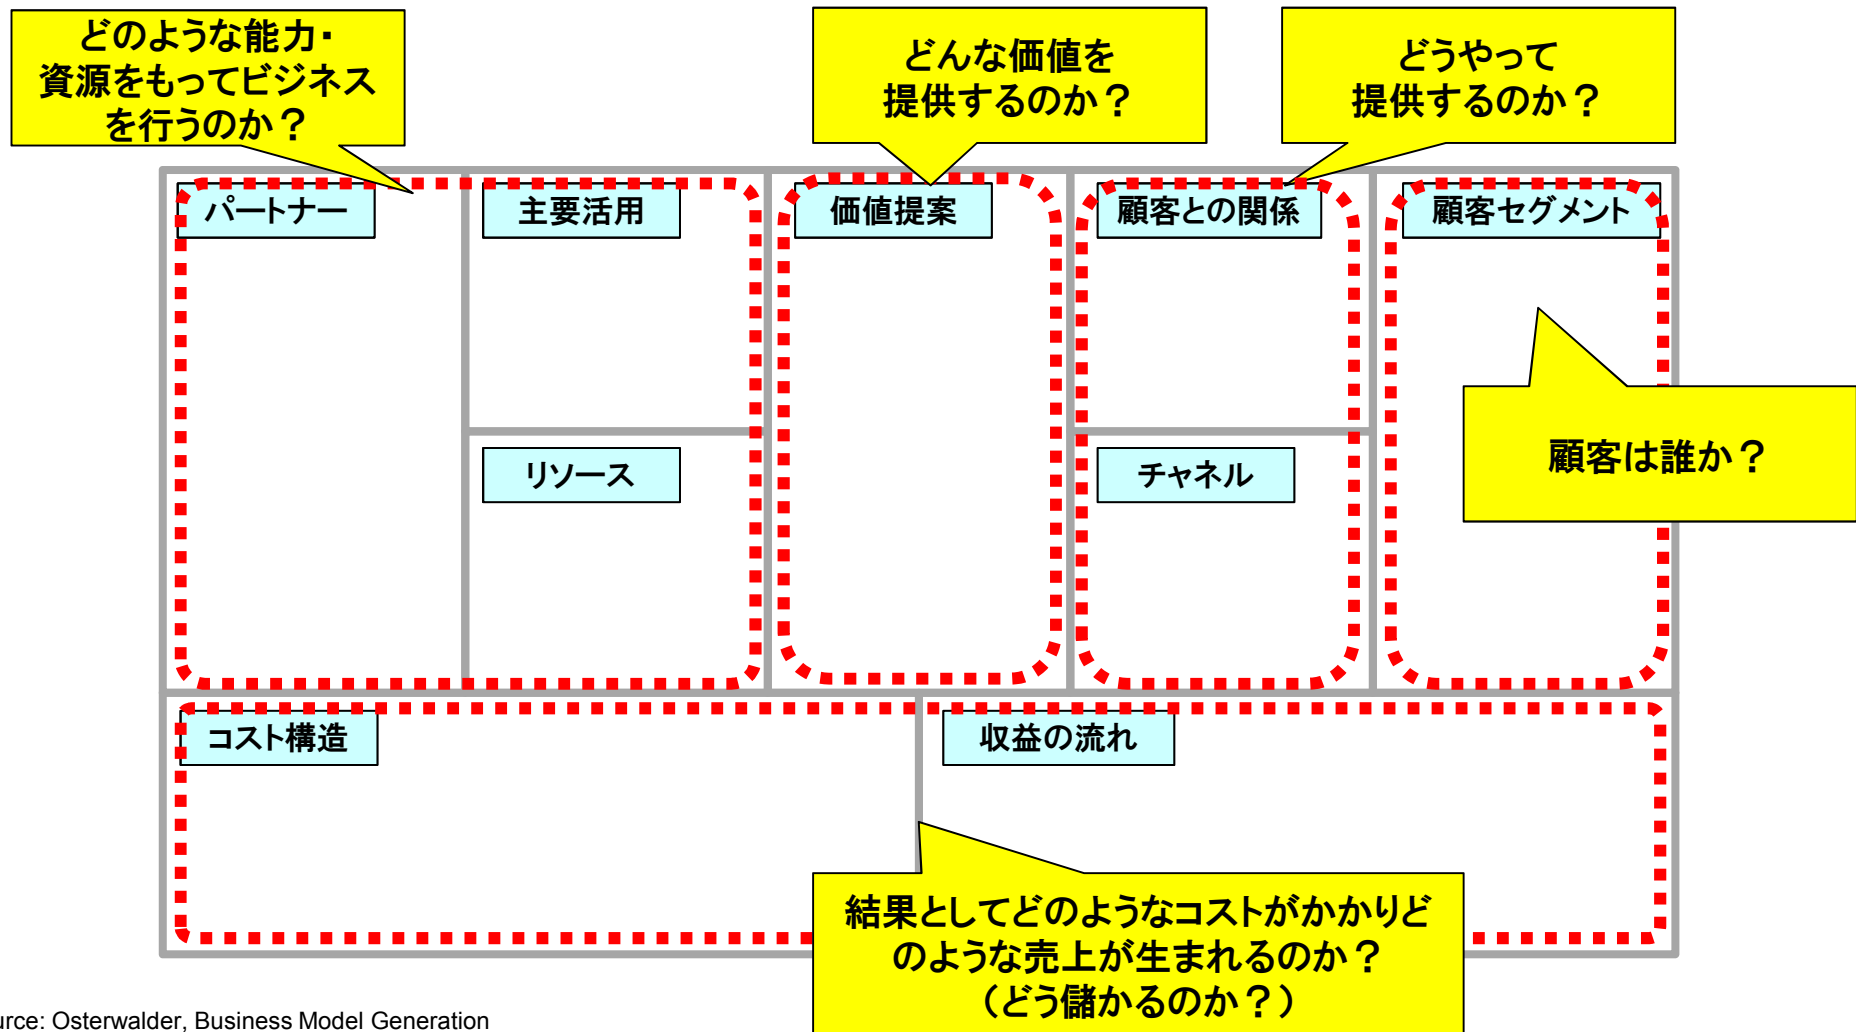 どのような能力・
資源をもってビジネス
を行うのか？
どんな価値を
提供するのか？
どうやって
提供するのか？
パートナー
主要活用
価値提案
顧客との関係
顧客セグメント
顧客は誰か？
リソース
チャネル
コスト構造
収益の流れ
結果としてどのようなコストがかかりど
のような売上が生まれるのか？
（どう儲かるのか？）
urce: Osterwalder, Business Model Generation